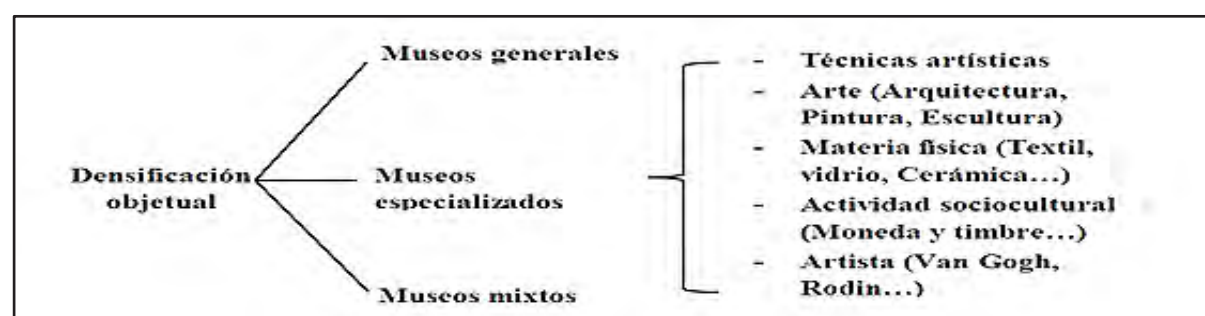 Museos generales
Densificación
objetual
Museos
especializados
Museos mixtos
- Técnicas artísticas
- Arte (Arquitectura,
Pintura, Escultura)
- Materia física (Textil,
vidrio, Cerámica...)
- Actividad sociocultural
(Moneda y timbre...)
- Artista (Van Gogh,
Rodin...)